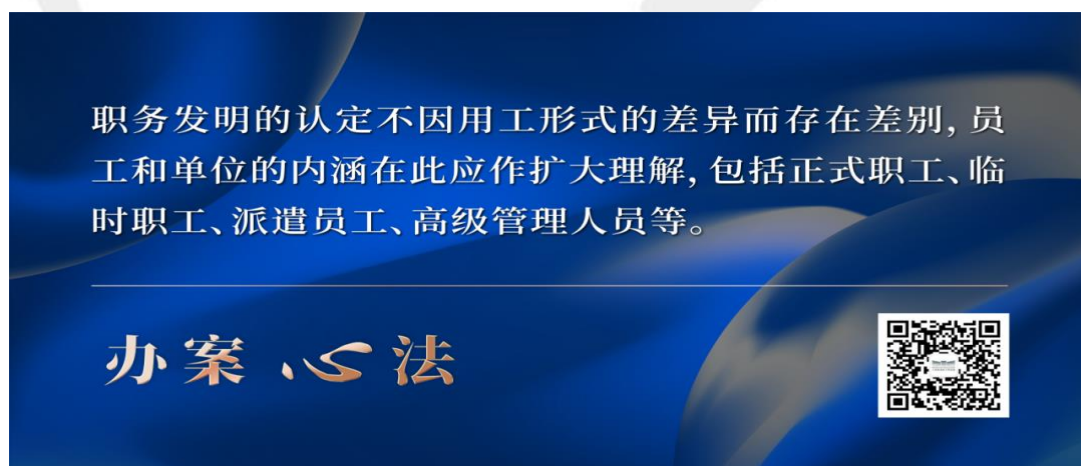 职务发明的认定不因用工形式的差异而存在差别,员
工和单位的内涵在此应作扩大理解,包括正式职工、临
时职工、派遣员工、高级管理人员等。
办案心法